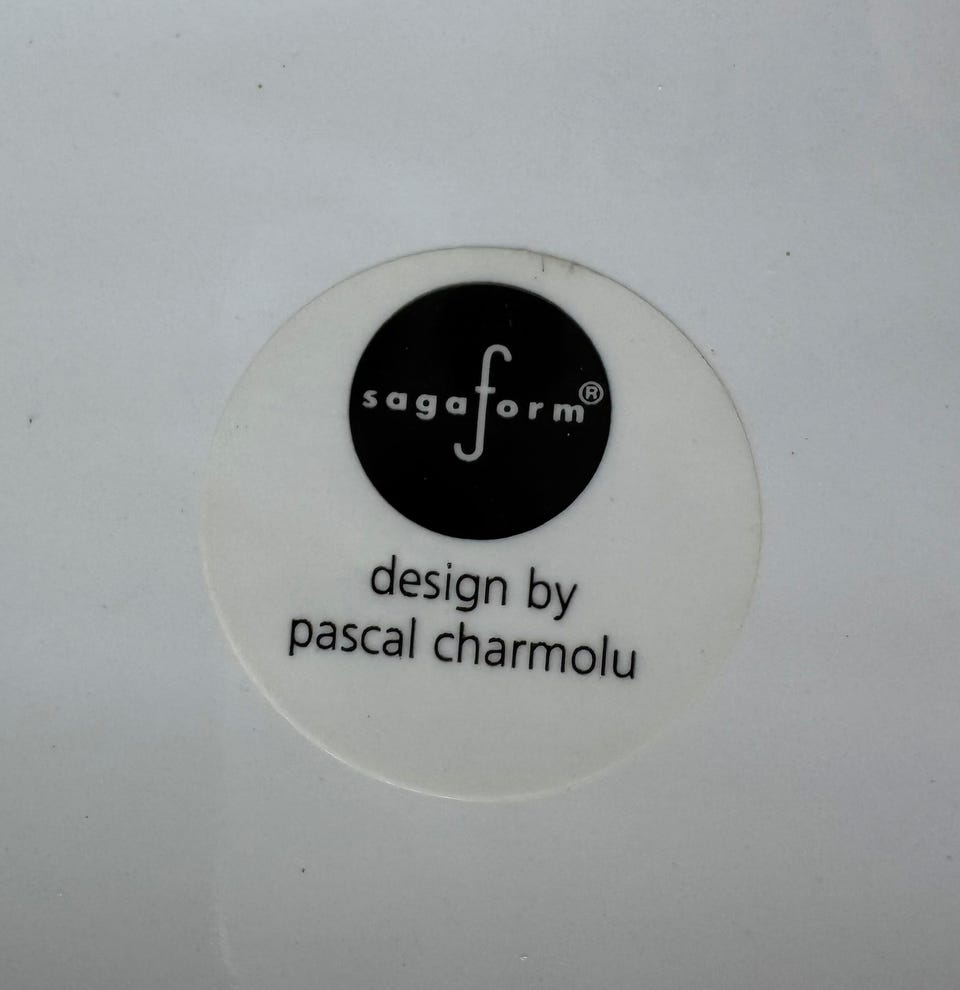 sagaform®
design by
pascal charmolu